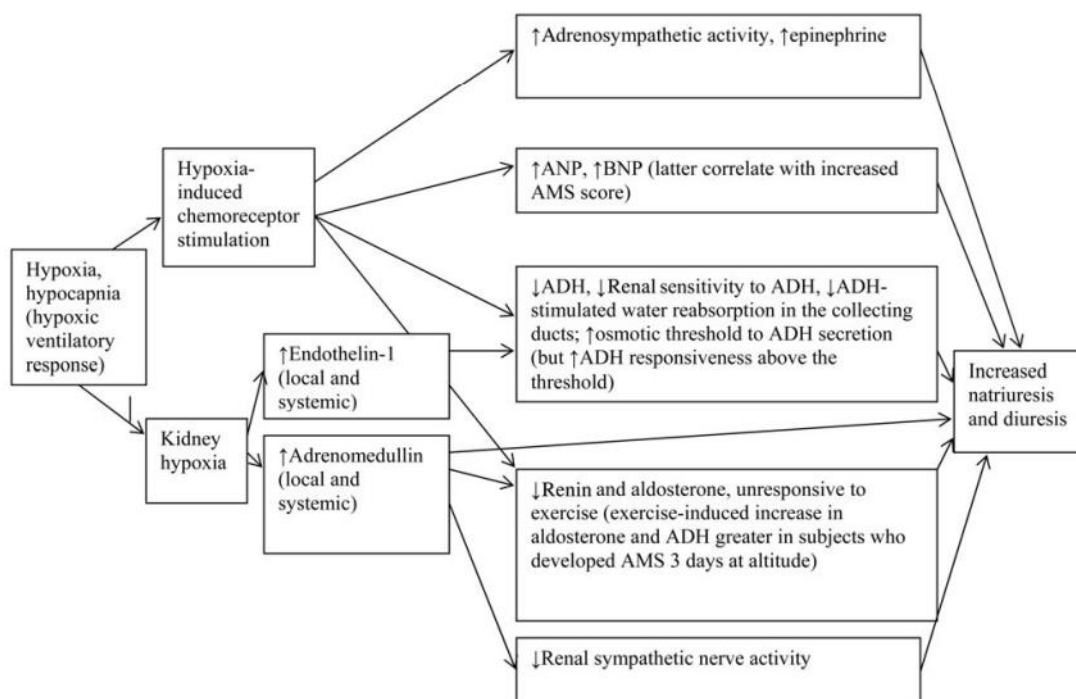 ↑Adrenosympathetic activity, ↑epinephrine
Hypoxia-
induced
chemoreceptor
stimulation
↑ANP, ↑BNP (latter correlate with increased
AMS score)
Hypoxia,
hypocapnia
(hypoxic
ventilatory
response)
↓ADH, ↓Renal sensitivity to ADH, ↓ADH-
stimulated water reabsorption in the collecting
ducts; ↑osmotic threshold to ADH secretion
(but ↑ADH responsiveness above the
threshold)
↑Endothelin-1
(local and
systemic)
Increased
natriuresis
and diuresis
Kidney
hypoxia
↑Adrenomedullin
(local and
systemic)
↓Renin and aldosterone, unresponsive to
exercise (exercise-induced increase in
aldosterone and ADH greater in subjects who
developed AMS 3 days at altitude)
↓Renal sympathetic nerve activity